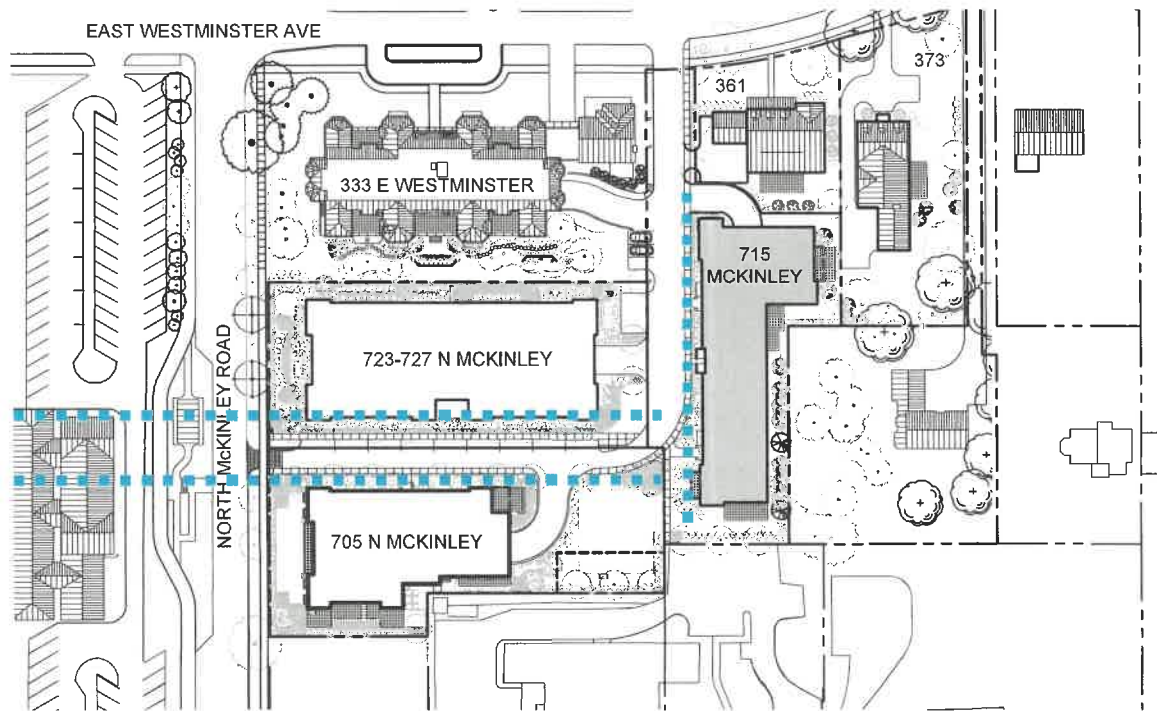 EAST WESTMINSTER AVE
373
361
333 E WESTMINSTER
715
MCKINLEY
723-727 N MCKINLEY
NORTH McKINLEY ROAD
705 N MCKINLEY